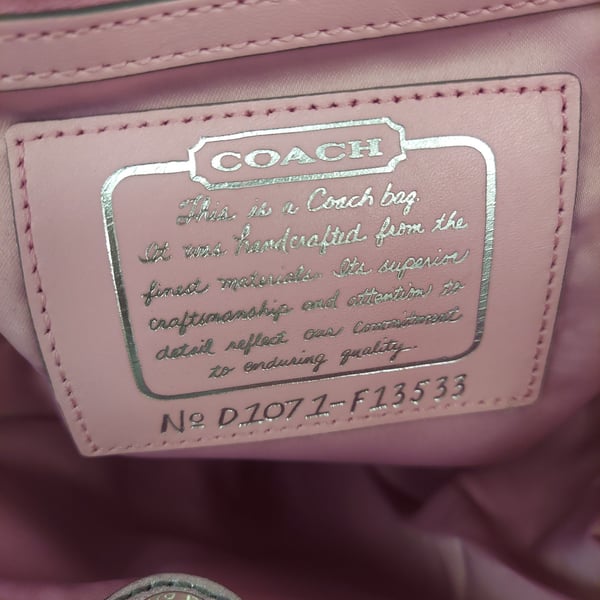 COACH
This is a Coach bag.
It was handcrafted from the
finest materials. Its superior
craftsmanship and attention to
detail reflect our commitment
to enduring quality.
Nº D1071-F13533